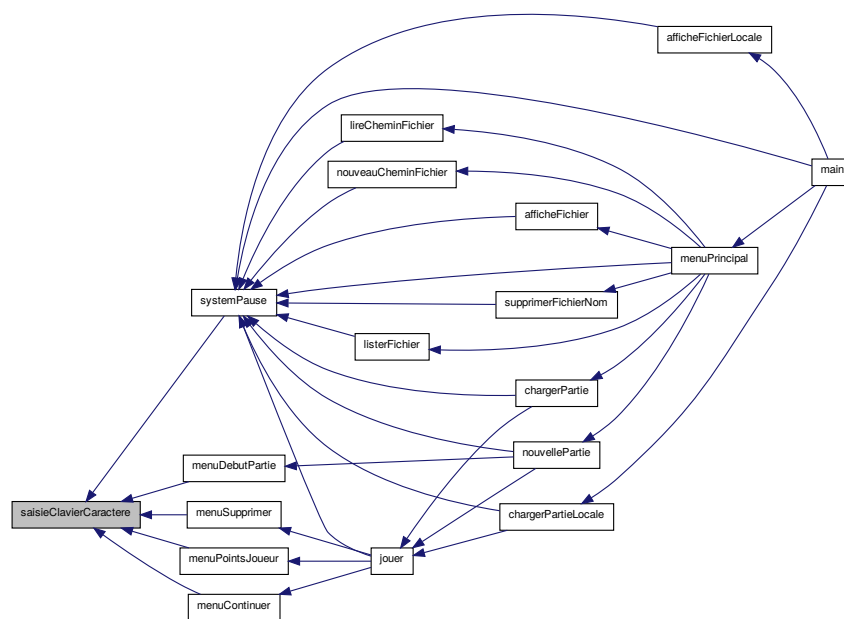 afficheFichierLocale
lireCheminFichier
main
nouveauCheminFichier
afficheFichier
menuPrincipal
systemPause
supprimerFichierNom
listerFichier
chargerPartie
nouvellePartie
menuDebutPartie
saisieClavierCaractere
menuSupprimer
chargerPartieLocale
menuPointsJoueur
jouer
menuContinuer